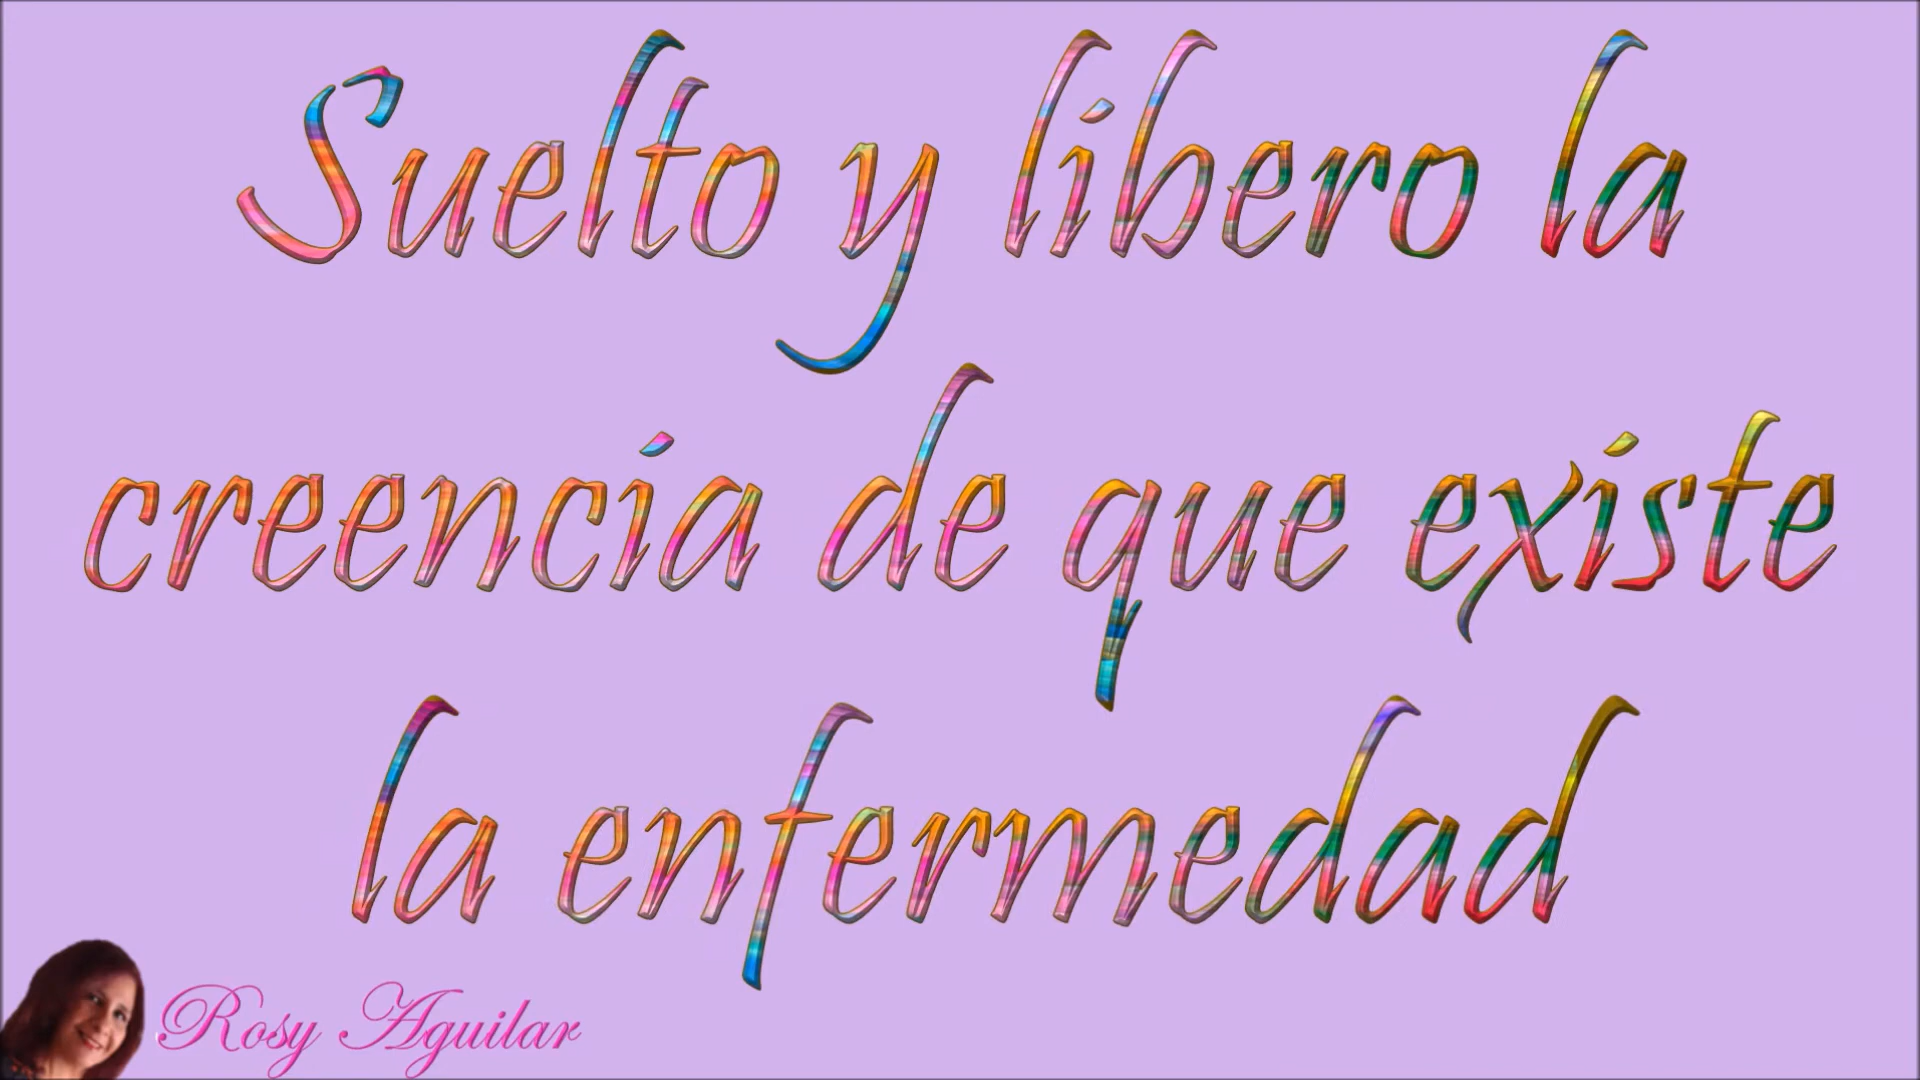 Suelto y libero la
creencia de que existe
la enfermedad
Rosy Aguilar